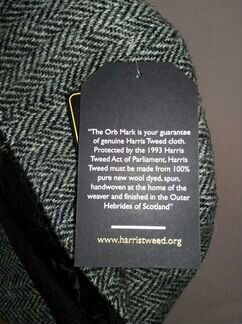 "The Orb Mark is your guarantee
of genuine Harris Tweed cloth.
Protected by the 1993 Harris
Tweed Act of Parliament, Harris
Tweed must be made from 100%
pure new wool dyed, spun,
handwoven at the home of the
weaver and finished in the Outer
Hebrides of Scotland"
www.harristweed.org